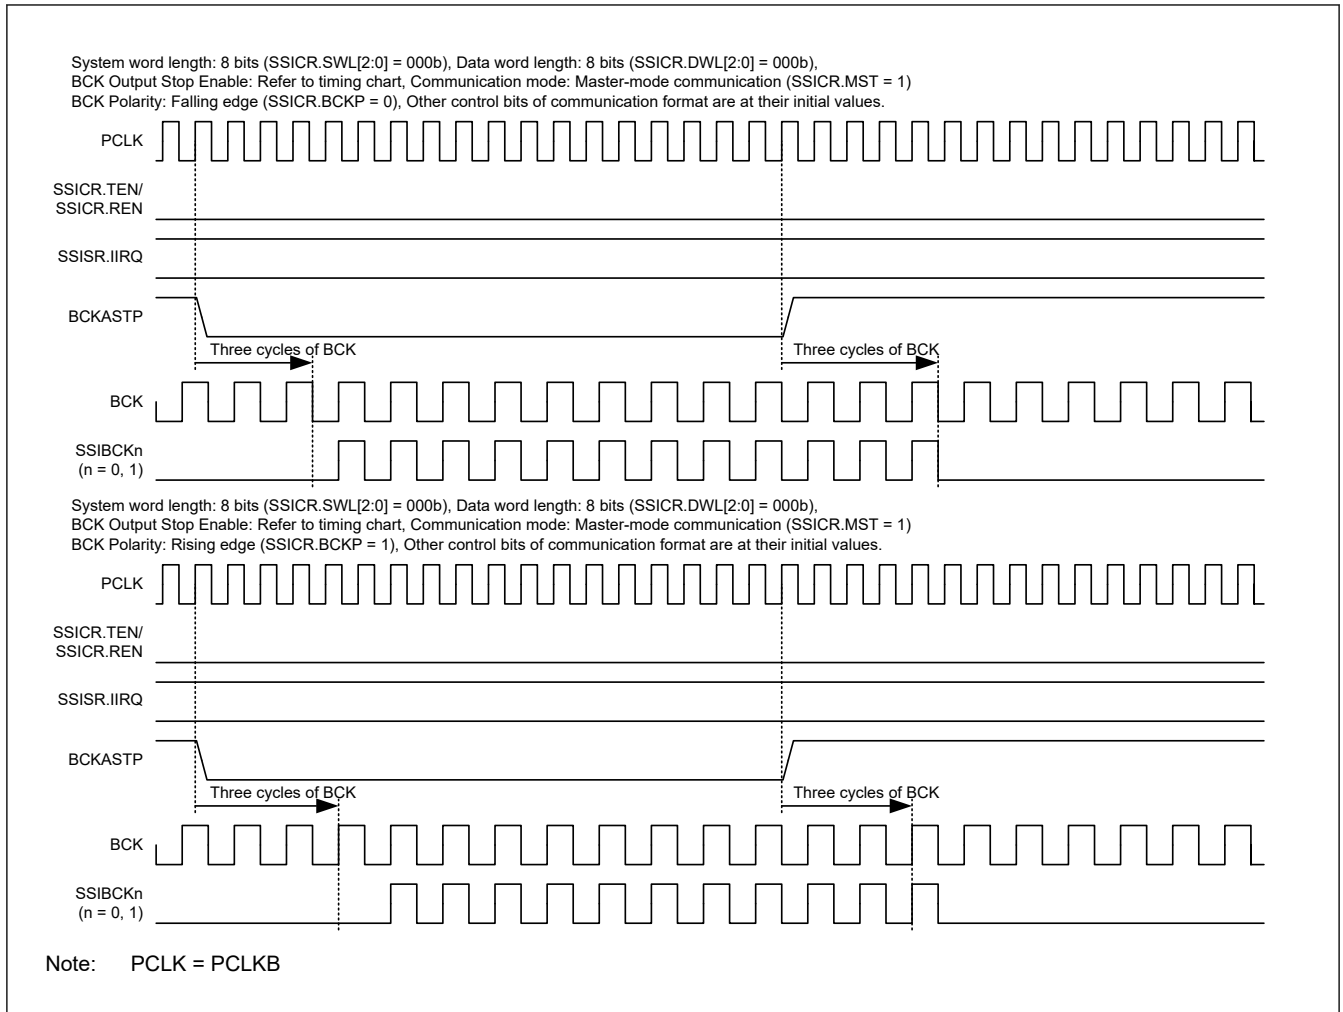 System word length: 8 bits (SSICR.SWL[2:0] = 000b), Data word length: 8 bits (SSICR.DWL[2:0] = 000b),
BCK Output Stop Enable: Refer to timing chart, Communication mode: Master-mode communication (SSICR.MST = 1)
BCK Polarity: Falling edge (SSICR.BCKP = 0), Other control bits of communication format are at their initial values.
PCLK
SSICR.TEN/
SSICR.REN
SSISR.IIRQ
BCKASTP
Three cycles of BCK
Three cycles of BCK
BCK
SSIBCKn
(n = 0, 1)
System word length: 8 bits (SSICR.SWL[2:0] = 000b), Data word length: 8 bits (SSICR.DWL[2:0] = 000b),
BCK Output Stop Enable: Refer to timing chart, Communication mode: Master-mode communication (SSICR.MST = 1)
BCK Polarity: Rising edge (SSICR.BCKP = 1), Other control bits of communication format are at their initial values.
PCLK
SSICR.TEN/
SSICR.REN
SSISR.IIRQ
BCKASTP
Three cycles of BCK
Three cycles of BCK
BCK
SSIBCKn
(n = 0, 1)
Note: PCLK = PCLKB